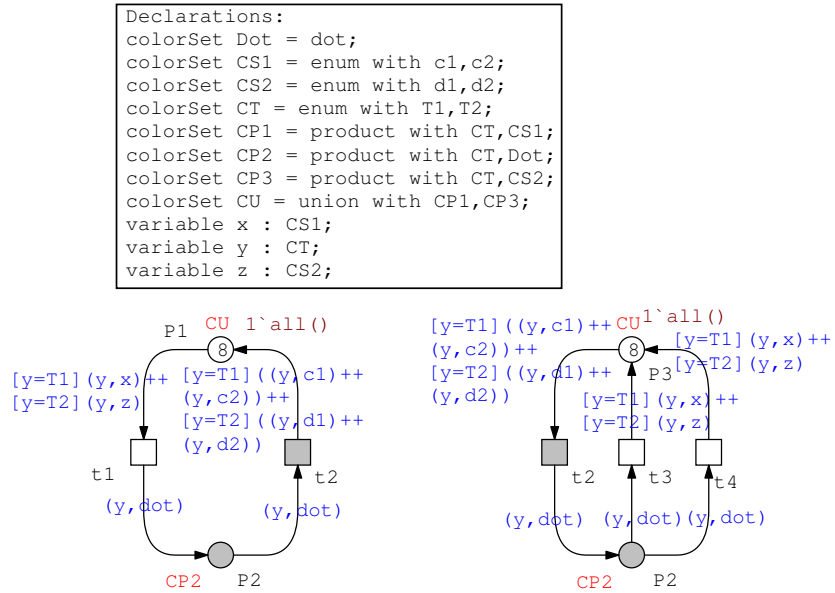 Declarations:
colorSet Dot = dot;
colorSet CS1 = enum with c1,c2;
colorSet CS2 = enum with d1,d2;
colorSet CT = enum with T1,T2;
colorSet CP1 = product with CT,CS1;
colorSet CP2 = product with CT,Dot;
colorSet CP3 = product with CT,CS2;
colorSet CU = union with CP1,CP3;
variable x : CS1;
variable y : CT;
variable z : CS2;
CU 1`all()
P1
8
[y=T1](y,x)++
[y=T2](y,z)
[y=T1]((y,c1)++
(y,c2))++
[y=T2]((y,d1)++
(y,d2))
t1
t2
(y,dot)
(y,dot)
CP2
P2
CU
1`all()
[y=T1]((y,c1)++
(y,c2))++
[y=T2]((y,d1)++
(y,d2))
8
P3
[y=T1](y,x)++
[y=T2](y,z)
[y=T1](y,x)++
[y=T2](y,z)
t2
t3
t4
(y,dot)
(y,dot)
(y,dot)
CP2
P2